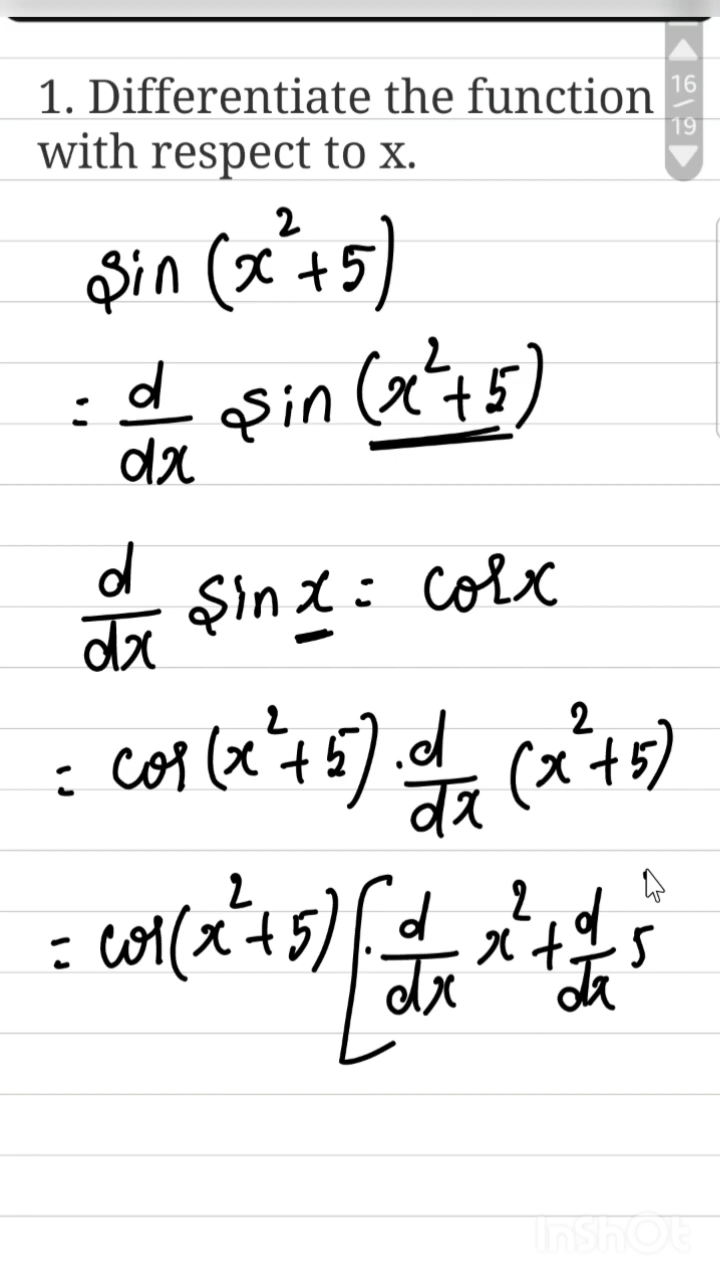 1. Differentiate the function
with respect to x.
16
19
sin (x²+5)
= d/dx sin (x²+5)
d/dx sin x = cos x
= cos (x²+5) . d/dx (x²+5)
= cos(x²+5) [. d/dx x² + d/dx 5
InShOt